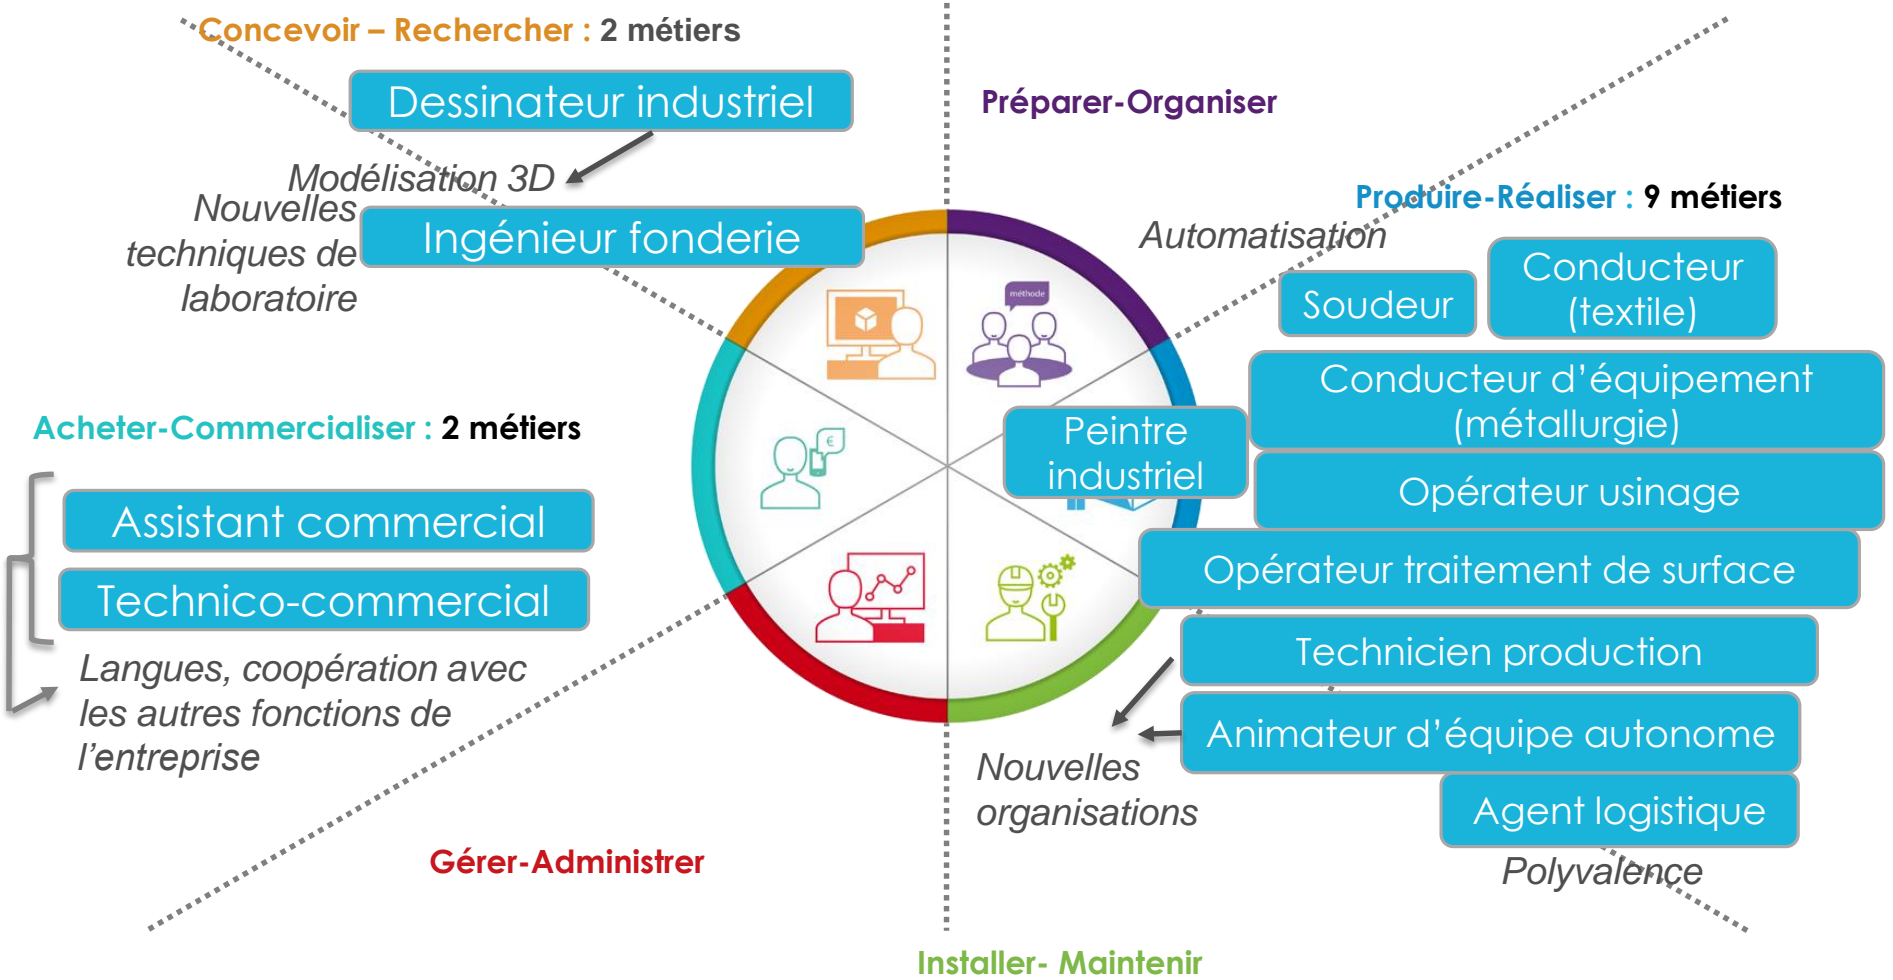 Concevoir – Rechercher : 2 métiers
Dessinateur industriel
Modélisation 3D
Nouvelles
techniques de
laboratoire
Ingénieur fonderie
Préparer-Organiser
méthode
Produire-Réaliser : 9 métiers
Automatisation
Soudeur
Conducteur
(textile)
Conducteur d’équipement
(métallurgie)
Peintre
industriel
Opérateur usinage
Opérateur traitement de surface
Technicien production
Animateur d’équipe autonome
Nouvelles
organisations
Agent logistique
Polyvalence
Acheter-Commercialiser : 2 métiers
€
Assistant commercial
Technico-commercial
Langues, coopération avec
les autres fonctions de
l’entreprise
Gérer-Administrer
Installer- Maintenir